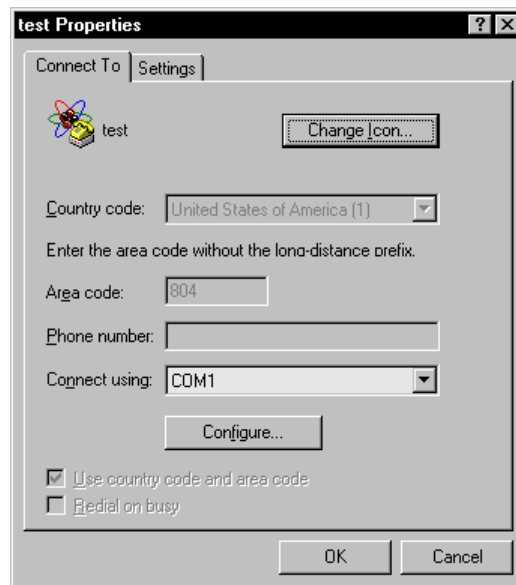 test Properties
Connect To
Settings
test
Change Icon...
Country code:
United States of America (1)
Enter the area code without the long-distance prefix.
Area code:
804
Phone number:
Connect using:
COM1
Configure...
Use country code and area code
Redial on busy
OK
Cancel